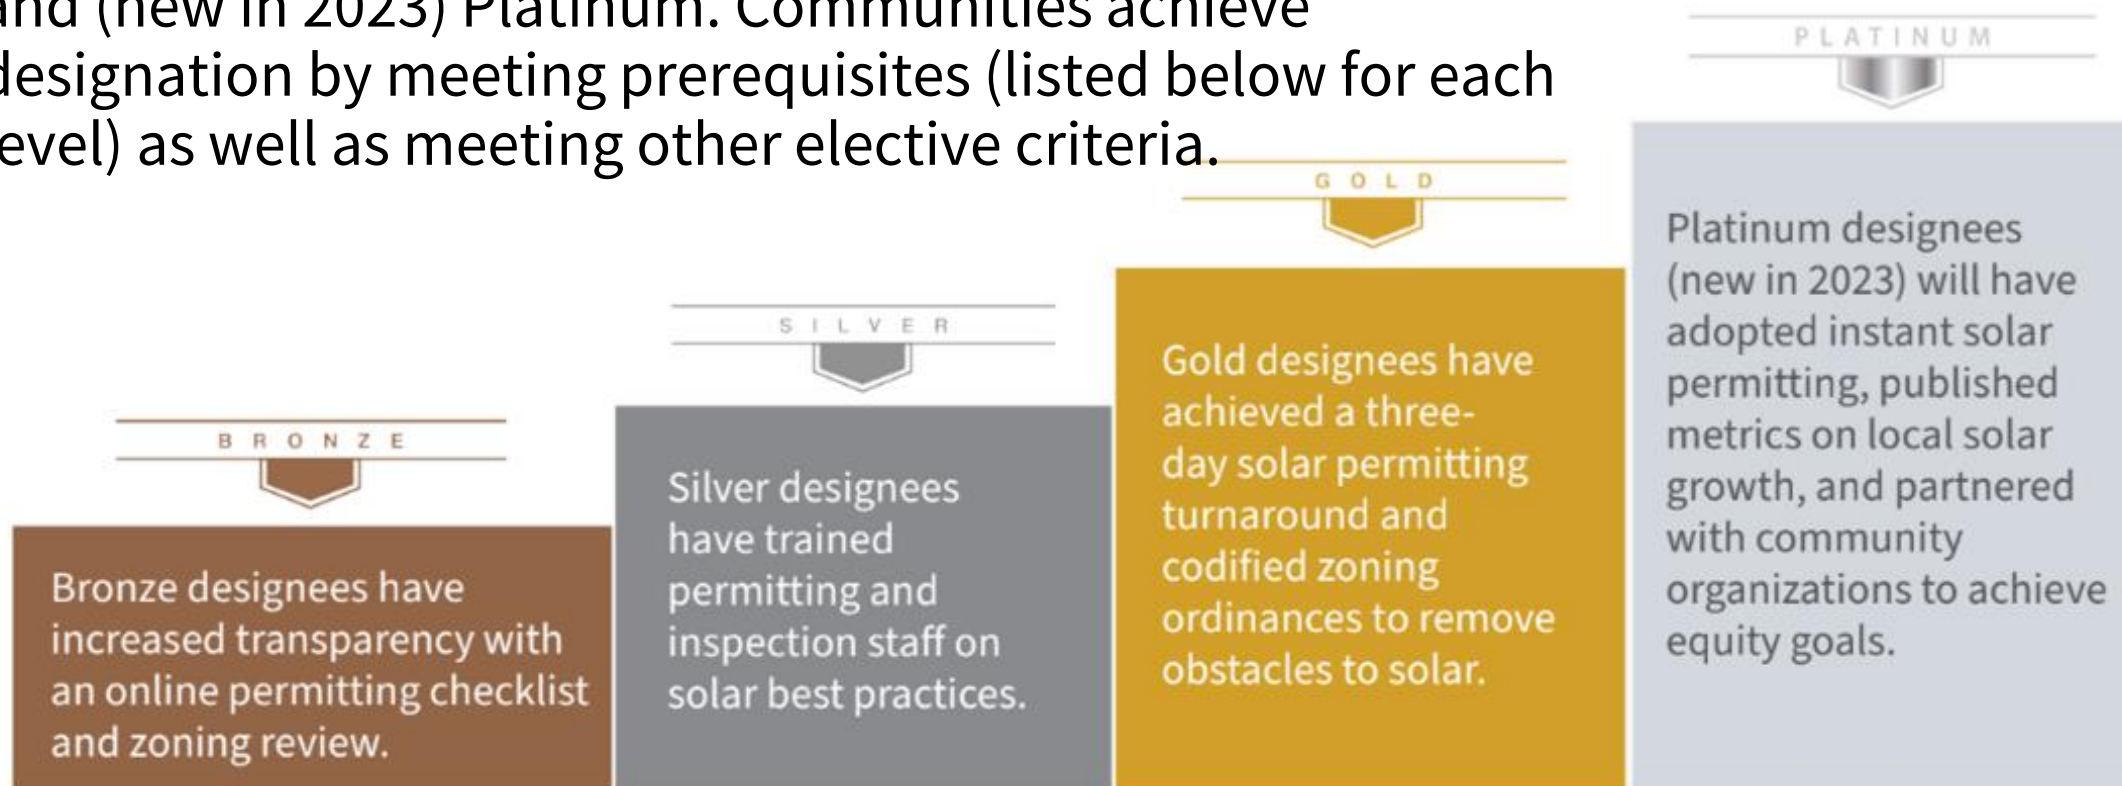 and (new in 2023) Platinum. Communities achieve
designation by meeting prerequisites (listed below for each
level) as well as meeting other elective criteria.
PLATINUM
GOLD
SILVER
BRONZE
Bronze designees have
increased transparency with
an online permitting checklist
and zoning review.
Silver designees
have trained
permitting and
inspection staff on
solar best practices.
Gold designees have
achieved a three-
day solar permitting
turnaround and
codified zoning
ordinances to remove
obstacles to solar.
Platinum designees
(new in 2023) will have
adopted instant solar
permitting, published
metrics on local solar
growth, and partnered
with community
organizations to achieve
equity goals.